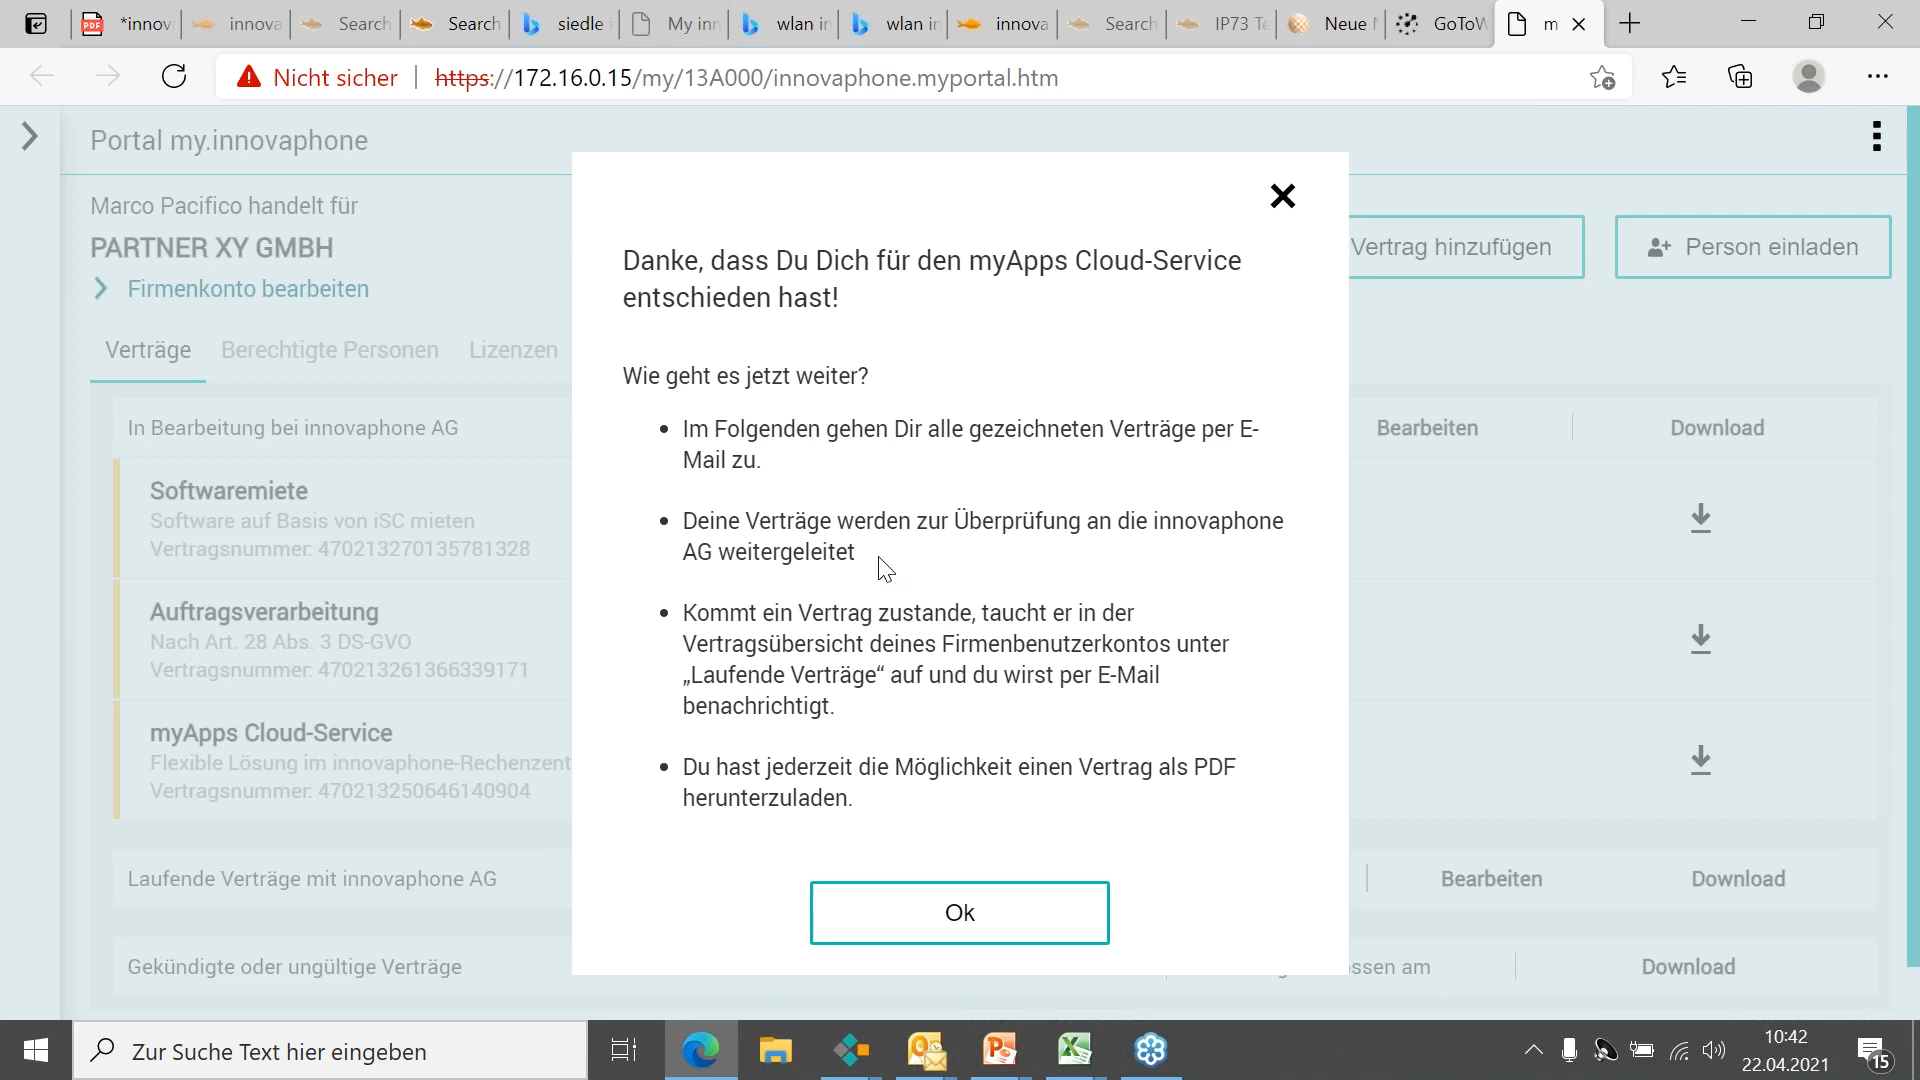 *innov
innova
Search
Search
siedle i
My inn
wlan in
wlan in
innova
Search
IP73 Te
Neue N
GoToW
m
Nicht sicher
https://172.16.0.15/my/13A000/innovaphone.myportal.htm
Portal my.innovaphone
Marco Pacifico handelt für
PARTNER XY GMBH
Firmenkonto bearbeiten
Vertrag hinzufügen
Person einladen
Verträge
Berechtigte Personen
Lizenzen
In Bearbeitung bei innovaphone AG
Bearbeiten
Download
Softwaremiete
Software auf Basis von iSC mieten
Vertragsnummer: 470213270135781328
Auftragsverarbeitung
Nach Art. 28 Abs. 3 DS-GVO
Vertragsnummer: 470213261366339171
myApps Cloud-Service
Flexible Lösung im innovaphone-Rechenzent
Vertragsnummer: 470213250646140904
Laufende Verträge mit innovaphone AG
Bearbeiten
Download
Gekündigte oder ungültige Verträge
ssen am
Download
Danke, dass Du Dich für den myApps Cloud-Service
entschieden hast!
Wie geht es jetzt weiter?
• Im Folgenden gehen Dir alle gezeichneten Verträge per E-
Mail zu.
• Deine Verträge werden zur Überprüfung an die innovaphone
AG weitergeleitet
• Kommt ein Vertrag zustande, taucht er in der
Vertragsübersicht deines Firmenbenutzerkontos unter
„Laufende Verträge“ auf und du wirst per E-Mail
benachrichtigt.
• Du hast jederzeit die Möglichkeit einen Vertrag als PDF
herunterzuladen.
Ok
Zur Suche Text hier eingeben
10:42
22.04.2021
15